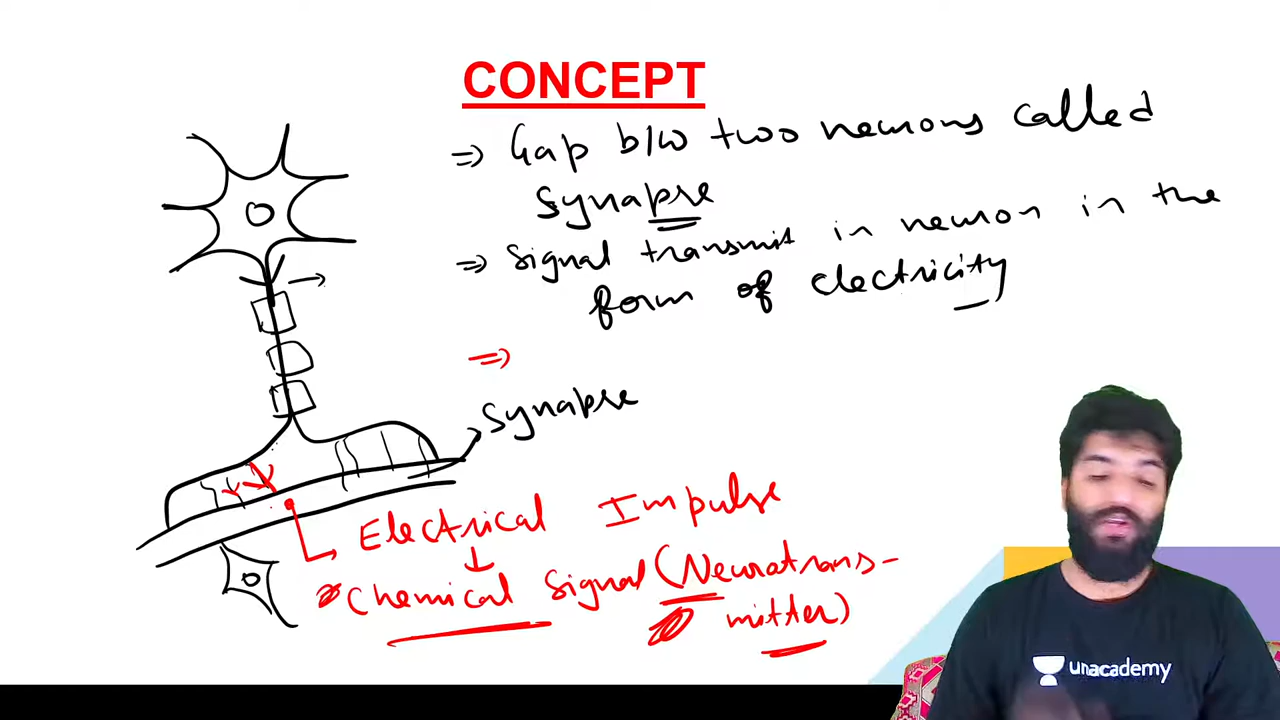 CONCEPT
⇒ Gap b/w two neurons called
Synapse
⇒ Signal transmit in neuron in the
form of electricity
⇒
Synapse
Electrical Impulse
↓
Chemical Signal (Neurotrans-
mitter)
unacademy